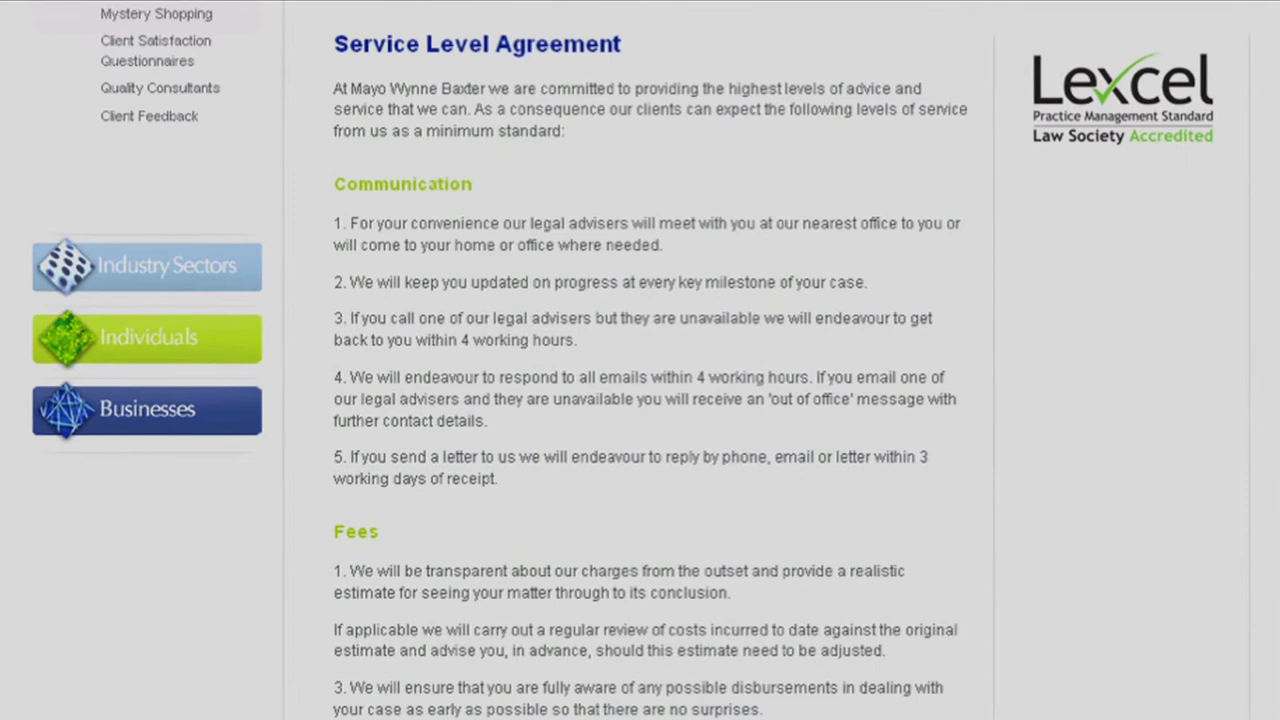 Mystery Shopping
Client Satisfaction
Questionnaires
Quality Consultants
Client Feedback
Industry Sectors
Individuals
Businesses
Service Level Agreement
At Mayo Wynne Baxter we are committed to providing the highest levels of advice and
service that we can. As a consequence our clients can expect the following levels of service
from us as a minimum standard:
Communication
1. For your convenience our legal advisers will meet with you at our nearest office to you or
will come to your home or office where needed.
2. We will keep you updated on progress at every key milestone of your case.
3. If you call one of our legal advisers but they are unavailable we will endeavour to get
back to you within 4 working hours.
4. We will endeavour to respond to all emails within 4 working hours. If you email one of
our legal advisers and they are unavailable you will receive an 'out of office' message with
further contact details.
5. If you send a letter to us we will endeavour to reply by phone, email or letter within 3
working days of receipt.
Fees
1. We will be transparent about our charges from the outset and provide a realistic
estimate for seeing your matter through to its conclusion.
If applicable we will carry out a regular review of costs incurred to date against the original
estimate and advise you, in advance, should this estimate need to be adjusted.
3. We will ensure that you are fully aware of any possible disbursements in dealing with
your case as early as possible so that there are no surprises.
Lexcel
Practice Management Standard
Law Society Accredited